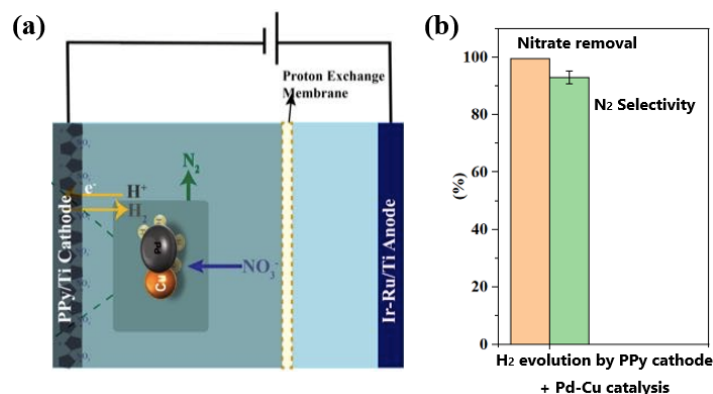 (a)
PPy/Ti Cathode
e⁻
H⁺
H₂
N₂
Pd
Cu
NO₃⁻
Proton Exchange
Membrane
Ir-Ru/Ti Anode
(b)
Nitrate removal
N2 Selectivity
(%)
100
80
60
40
20
0
H2 evolution by PPy cathode
+ Pd-Cu catalysis